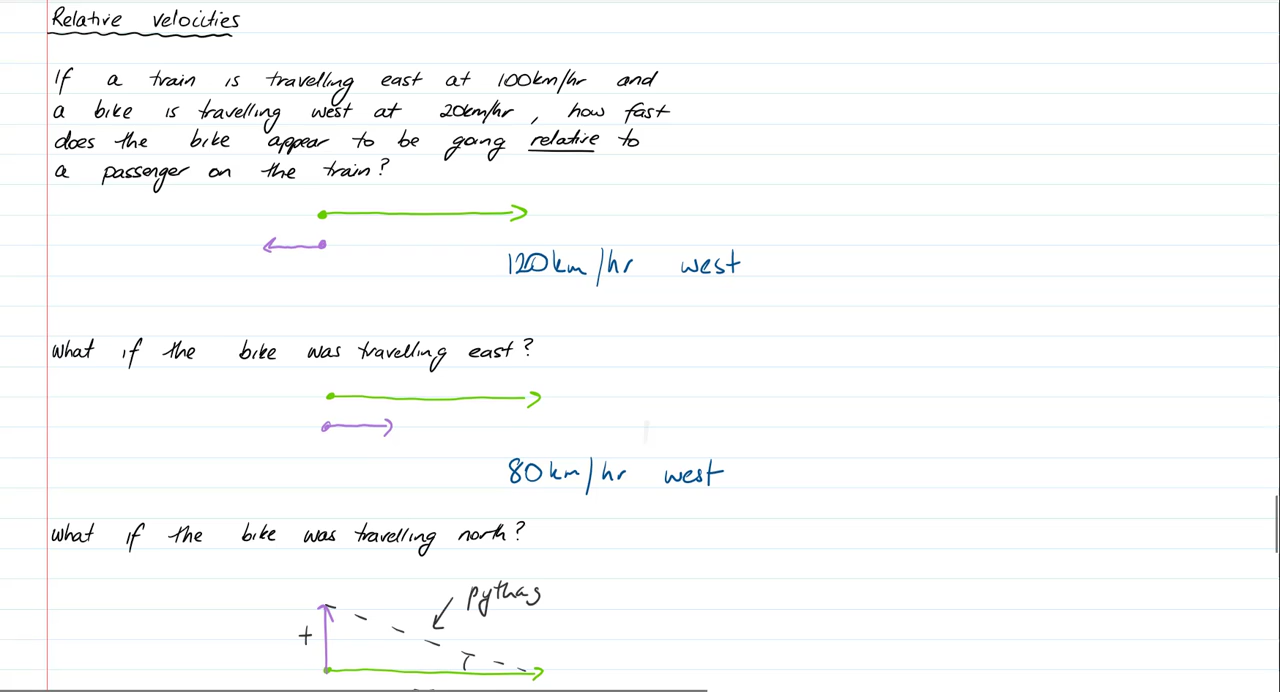 Relative velocities
If a train is travelling east at 100km/hr and
a bike is travelling west at 20km/hr, how fast
does the bike appear to be going relative to
a passenger on the train?
120km/hr west
What if the bike was travelling east?
80km/hr west
What if the bike was travelling north?
pythag
+